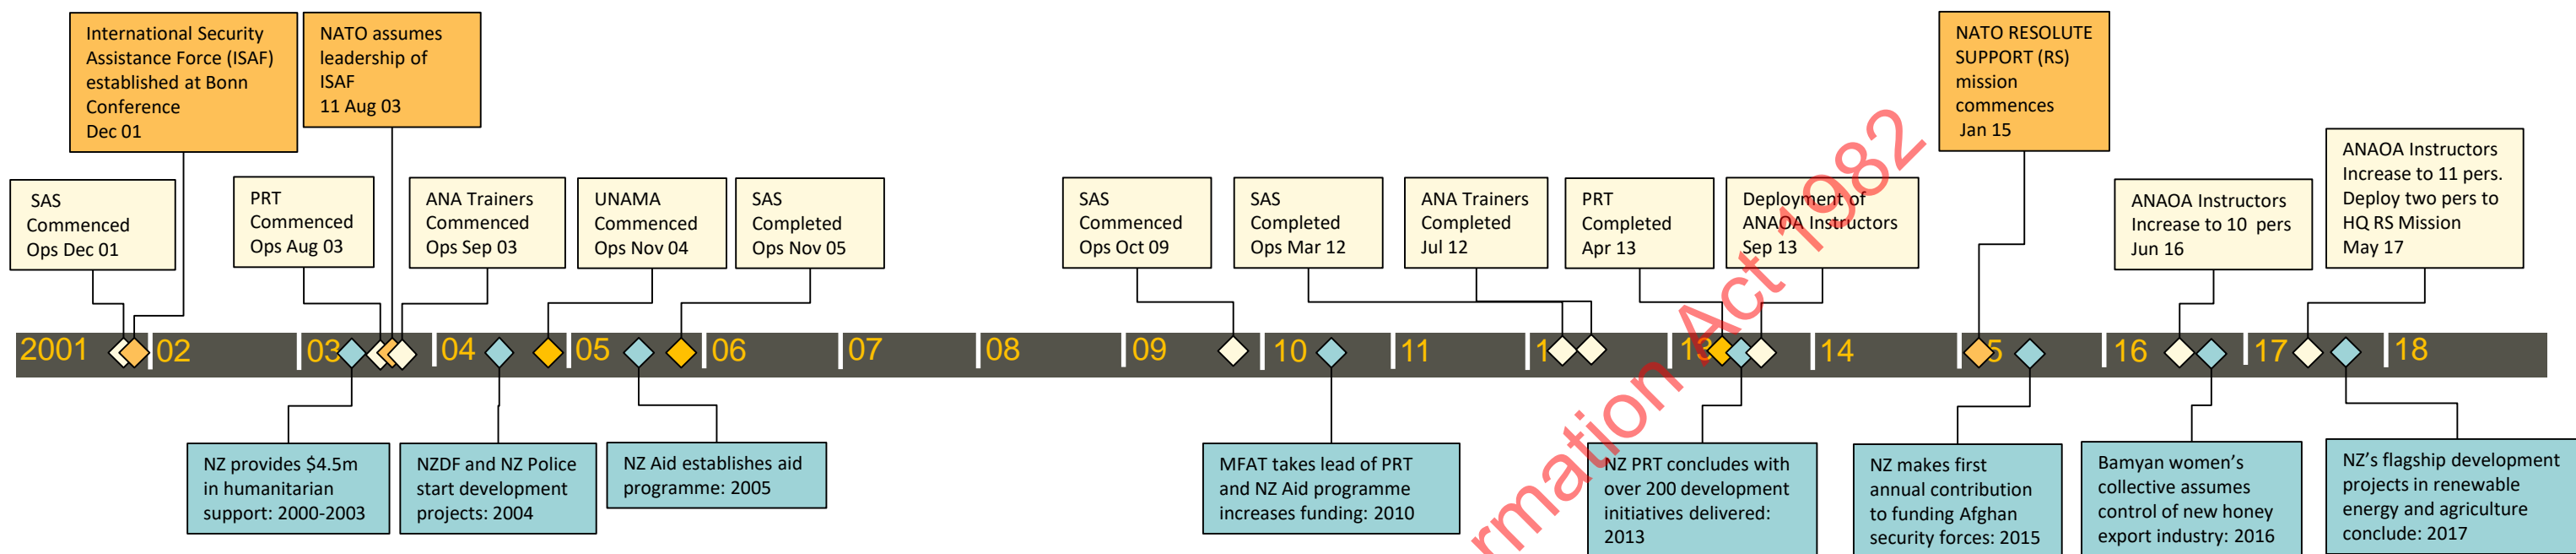 International Security
Assistance Force (ISAF)
established at Bonn
Conference
Dec 01
NATO assumes
leadership of
ISAF
11 Aug 03
NATO RESOLUTE
SUPPORT (RS)
mission
commences
Jan 15
SAS
Commenced
Ops Dec 01
PRT
Commenced
Ops Aug 03
ANA Trainers
Commenced
Ops Sep 03
UNAMA
Commenced
Ops Nov 04
SAS
Completed
Ops Nov 05
SAS
Commenced
Ops Oct 09
SAS
Completed
Ops Mar 12
ANA Trainers
Completed
Jul 12
PRT
Completed
Apr 13
Deployment of
ANAOA Instructors
Sep 13
ANAOA Instructors
Increase to 10 pers
Jun 16
ANAOA Instructors
Increase to 11 pers.
Deploy two pers to
HQ RS Mission
May 17
2001 02 03 04 05 06 07 08 09 10 11 1 13 14 5 16 17 18
NZ provides $4.5m
in humanitarian
support: 2000-2003
NZDF and NZ Police
start development
projects: 2004
NZ Aid establishes aid
programme: 2005
MFAT takes lead of PRT
and NZ Aid programme
increases funding: 2010
NZ PRT concludes with
over 200 development
initiatives delivered:
2013
NZ makes first
annual contribution
to funding Afghan
security forces: 2015
Bamyan women's
collective assumes
control of new honey
export industry: 2016
NZ's flagship development
projects in renewable
energy and agriculture
conclude: 2017
rmation Act 1982